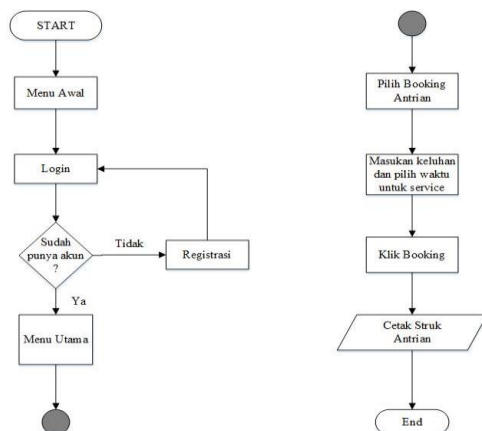 START
Menu Awal
Login
Sudah
punya akun
?
Tidak
Registrasi
Ya
Menu Utama
Pilih Booking
Antrian
Masukan keluhan
dan pilih waktu
untuk service
Klik Booking
Cetak Struk
Antrian
End